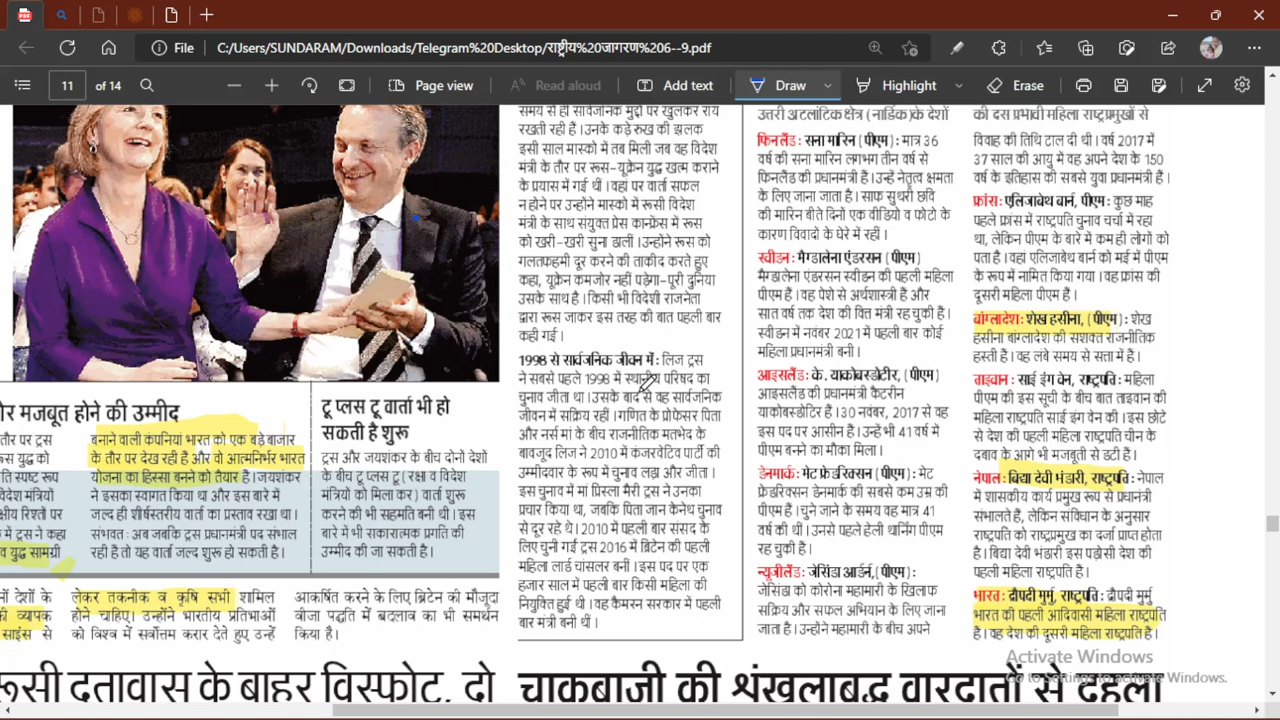 File
C:/Users/SUNDARAM/Downloads/Telegram%20Desktop/राष्ट्रीय%20जागरण%206--9.pdf
11 of 14
Page view
Read aloud
Add text
Draw
Highlight
Erase
और मजबूत होने की उम्मीद
तौर पर ट्रस
रूस युद्ध को
ति स्पष्ट रूप
विदेश मंत्रियों
क्षीय रिश्तों पर
में ट्रस ने कहा
व युद्ध सामग्री
बनाने वाली कंपनियां भारत को एक बड़े बाजार
के तौर पर देख रही हैं और वो आत्मनिर्भर भारत
योजना का हिस्सा बनने को तैयार हैं। जयशंकर
ने इसका स्वागत किया था और इस बारे में
जल्द ही शीर्षस्तरीय वार्ता का प्रस्ताव रखा था।
संभवत: अब जबकि ट्रस प्रधानमंत्री पद संभाल
रही है तो यह वार्ता जल्द शुरू हो सकती है।
टू प्लस टू वार्ता भी हो
सकती है शुरू
ट्रस और जयशंकर के बीच दोनों देशों
के बीच टू प्लस टू (रक्षा व विदेश
मंत्रियों को मिला कर) वार्ता शुरू
करने की भी सहमति बनी थी। इस
बारे में भी सकारात्मक प्रगति की
उम्मीद की जा सकती है।
नों देशों के
की व्यापक
साइंस से
लेकर तकनीक व कृषि सभी शामिल
होने चाहिए। उन्होंने भारतीय प्रतिभाओं
को विश्व में सर्वोत्तम करार देते हुए उन्हें
आकर्षित करने के लिए ब्रिटेन की मौजूदा
वीजा पद्धति में बदलाव का भी समर्थन
किया है।
समय से ही सार्वजनिक मुद्दों पर खुलकर राय
रखती रही हैं। उनके कड़े रुख की झलक
इसी साल मास्को में तब मिली जब वह विदेश
मंत्री के तौर पर रूस-यूक्रेन युद्ध खत्म कराने
के प्रयास में गई थीं। वहां पर वार्ता सफल
न होने पर उन्होंने मास्को में रूसी विदेश
मंत्री के साथ संयुक्त प्रेस कान्फ्रेंस में रूस
को खरी-खरी सुना डाली। उन्होंने रूस को
गलतफहमी दूर करने की ताकीद करते हुए
कहा, यूक्रेन कमजोर नहीं पड़ेगा-पूरी दुनिया
उसके साथ है। किसी भी विदेशी राजनेता
द्वारा रूस जाकर इस तरह की बात पहली बार
कही गई।
1998 से सार्वजनिक जीवन में: लिज ट्रस
ने सबसे पहले 1998 में स्थानीय परिषद का
चुनाव जीता था। उसके बाद से वह सार्वजनिक
जीवन में सक्रिय रहीं। गणित के प्रोफेसर पिता
और नर्स मां के बीच राजनीतिक मतभेद के
बावजूद लिज ने 2010 में कंजरवेटिव पार्टी की
उम्मीदवार के रूप में चुनाव लड़ा और जीता।
इस चुनाव में मां प्रिस्ला मैरी ट्रस ने उनका
प्रचार किया था, जबकि पिता जान केनेथ चुनाव
से दूर रहे थे। 2010 में पहली बार संसद के
लिए चुनी गईं ट्रस 2016 में ब्रिटेन की पहली
महिला लार्ड चांसलर बनीं। इस पद पर एक
हजार साल में पहली बार किसी महिला की
नियुक्ति हुई थी। वह कैमरन सरकार में पहली
बार मंत्री बनी थीं।
उत्तरी अटलांटिक क्षेत्र (नार्डिक)के देशों
फिनलैंड: सना मारिन (पीएम): मात्र 36
वर्ष की सना मारिन लगभग तीन वर्ष से
फिनलैंड की प्रधानमंत्री हैं। उन्हें नेतृत्व क्षमता
के लिए जाना जाता है। साफ सुथरी छवि
की मारिन बीते दिनों एक वीडियो व फोटो के
कारण विवादों के घेरे में रहीं।
स्वीडन: मैग्डालेना एंडरसन (पीएम)
मैग्डालेना एंडरसन स्वीडन की पहली महिला
पीएम हैं। वह पेशे से अर्थशास्त्री हैं और
सात वर्ष तक देश की वित्त मंत्री रह चुकी हैं।
स्वीडन में नवंबर 2021 में पहली बार कोई
महिला प्रधानमंत्री बनी।
आइसलैंड: के. याकोबस्डोटीर, (पीएम)
आइसलैंड की प्रधानमंत्री कैटरीन
याकोबस्डोटिर हैं। 30 नवंबर, 2017 से वह
इस पद पर आसीन हैं। उन्हें भी 41 वर्ष में
पीएम बनने का मौका मिला।
डेनमार्क: मेट फ्रेडरिक्सन (पीएम): मेट
फ्रेडरिक्सन डेनमार्क की सबसे कम उम्र की
पीएम हैं। चुने जाने के समय वह मात्र 41
वर्ष की थीं। उनसे पहले हेली थार्निंग पीएम
रह चुकी हैं।
न्यूजीलैंड: जेसिंडा आर्डर्न,(पीएम):
जेसिंडा को कोरोना महामारी के खिलाफ
सक्रिय और सफल अभियान के लिए जाना
जाता है। उन्होंने महामारी के बीच अपने
की दस प्रभावी महिला राष्ट्रप्रमुखों से
विवाह की तिथि टाल दी थी। वर्ष 2017 में
37 साल की आयु में वह अपने देश के 150
वर्ष के इतिहास की सबसे युवा प्रधानमंत्री हैं।
फ्रांस: एलिजाबेथ बार्न, पीएम: कुछ माह
पहले फ्रांस में राष्ट्रपति चुनाव चर्चा में रहा
था, लेकिन पीएम के बारे में कम ही लोगों को
पता है। वहां एलिजाबेथ बार्न को मई में पीएम
के रूप में नामित किया गया। वह फ्रांस की
दूसरी महिला पीएम हैं।
बांग्लादेश: शेख हसीना, (पीएम): शेख
हसीना बांग्लादेश की सशक्त राजनीतिक
हस्ती हैं। वह लंबे समय से सत्ता में हैं।
ताइवान: साई इंग वेन, राष्ट्रपति: महिला
पीएम की इस सूची के बीच बात ताइवान की
महिला राष्ट्रपति साई इंग वेन की। इस छोटे
से देश की पहली महिला राष्ट्रपति चीन के
दबाव के आगे भी मजबूती से डटी हैं।
नेपाल: बिद्या देवी भंडारी, राष्ट्रपति: नेपाल
में शासकीय कार्य प्रमुख रूप से प्रधानमंत्री
संभालते हैं, लेकिन संविधान के अनुसार
राष्ट्रपति को राष्ट्रप्रमुख का दर्जा प्राप्त होता
है। बिद्या देवी भंडारी इस पड़ोसी देश की
पहली महिला राष्ट्रपति हैं।
भारत: द्रौपदी मुर्मु, राष्ट्रपति: द्रौपदी मुर्मु
भारत की पहली आदिवासी महिला राष्ट्रपति
हैं। वह देश की दूसरी महिला राष्ट्रपति हैं।
Activate Windows
Go to Settings to activate Windows.
रूसी दूतावास के बाहर विस्फोट, दो
चाकूबाजी की श्रृंखलाबद्ध वारदातों से दहला